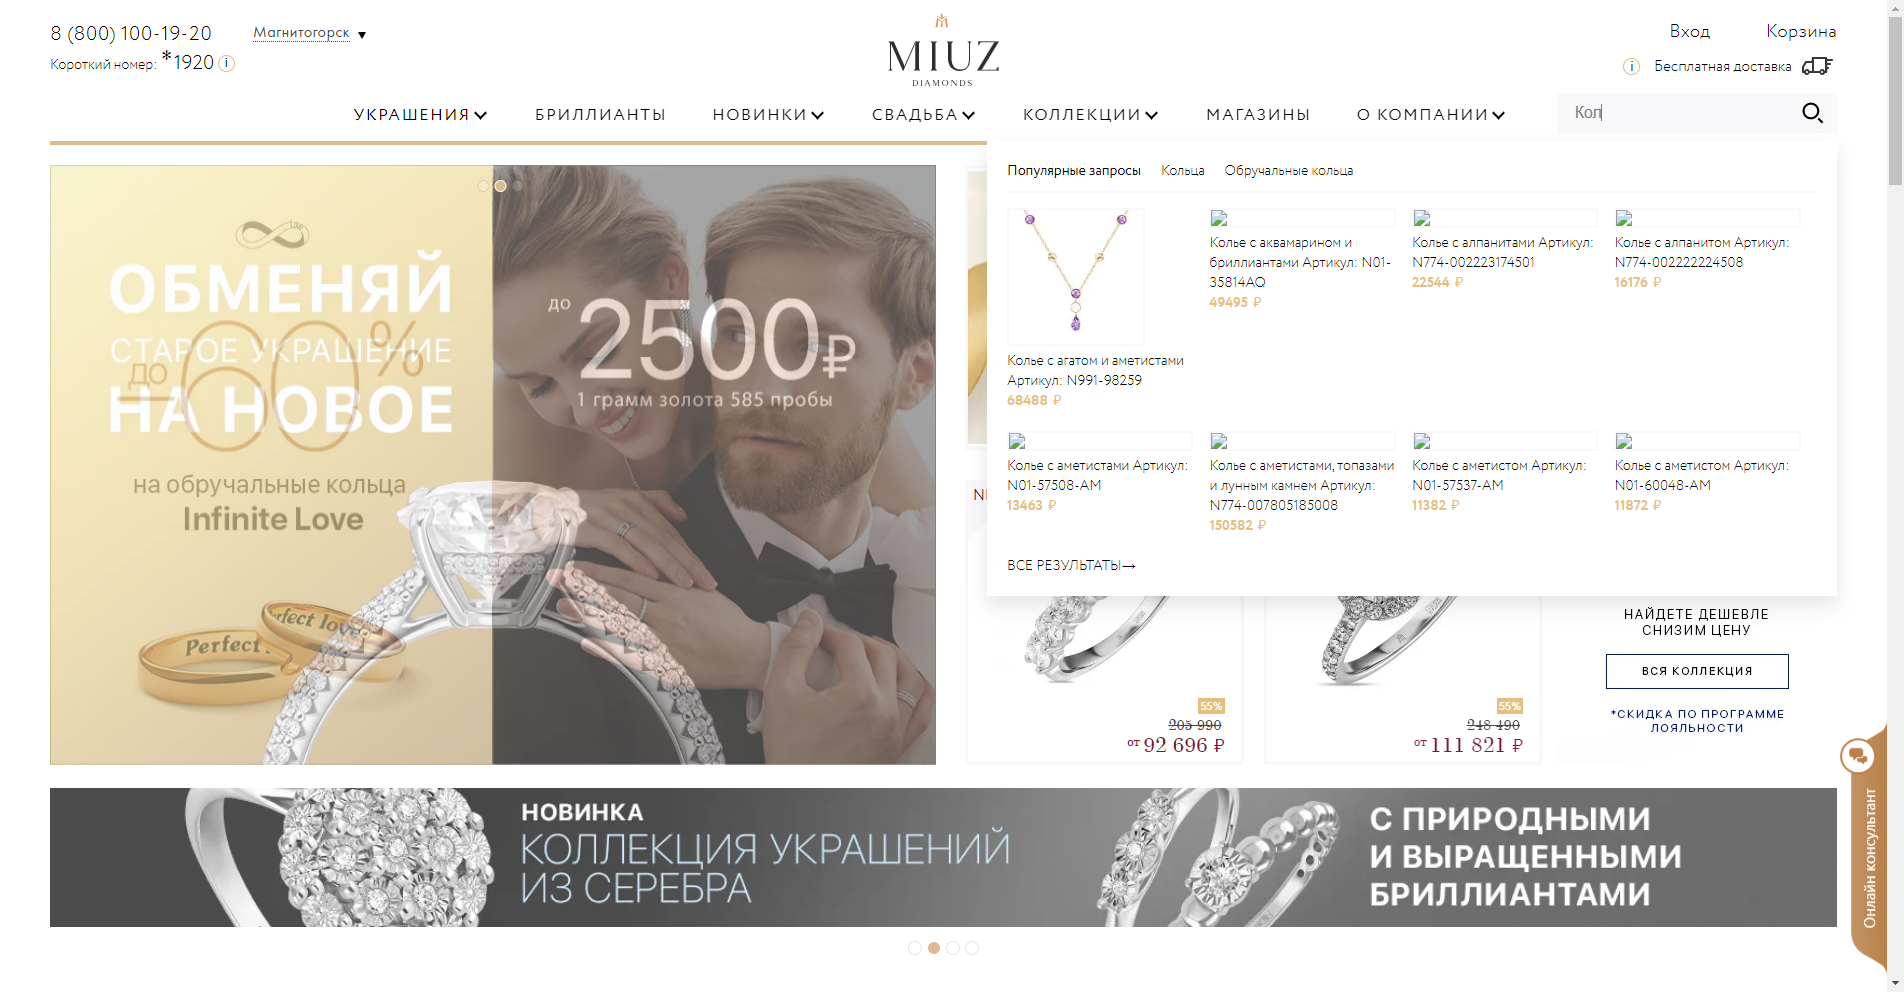 8 (800) 100-19-20
Магнитогорск ▼
Короткий номер: *1920 i
MIUZ
DIAMONDS
Вход
Корзина
i Бесплатная доставка
УКРАШЕНИЯ
БРИЛЛИАНТЫ
НОВИНКИ
СВАДЬБА
КОЛЛЕКЦИИ
МАГАЗИНЫ
О КОМПАНИИ
Кол
Популярные запросы
Кольца
Обручальные кольца
Колье с агатом и аметистами
Артикул: N991-98259
68488 ₽
Колье с аквамарином и
бриллиантами Артикул: N01-
35814AQ
49495 ₽
Колье с алпанитами Артикул:
N774-002223174501
22544 ₽
Колье с алпанитом Артикул:
N774-002222224508
16176 ₽
Колье с аметистами Артикул:
N01-57508-AM
13463 ₽
Колье с аметистами, топазами
и лунным камнем Артикул:
N774-007805185008
150582 ₽
Колье с аметистом Артикул:
N01-57537-AM
11382 ₽
Колье с аметистом Артикул:
N01-60048-AM
11872 ₽
ВСЕ РЕЗУЛЬТАТЫ→
ОБМЕНЯЙ
СТАРОЕ УКРАШЕНИЕ
НА НОВОЕ
до 60%
на обручальные кольца
Infinite Love
Perfect
erfect love
до
2500₽
1 грамм золота 585 пробы
55%
205 990
от 92 696 ₽
55%
248 490
от 111 821 ₽
НАЙДЕТЕ ДЕШЕВЛЕ
СНИЗИМ ЦЕНУ
ВСЯ КОЛЛЕКЦИЯ
*СКИДКА ПО ПРОГРАММЕ
ЛОЯЛЬНОСТИ
Онлайн консультант
НОВИНКА
КОЛЛЕКЦИЯ УКРАШЕНИЙ
ИЗ СЕРЕБРА
С ПРИРОДНЫМИ
И ВЫРАЩЕННЫМИ
БРИЛЛИАНТАМИ